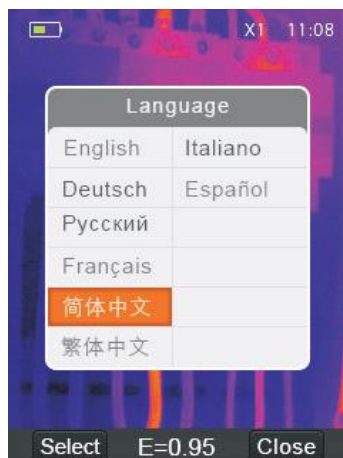 X1 11:08
Language
English Italiano
Deutsch Español
Русский
Français
简体中文
繁体中文
Select E=0.95 Close